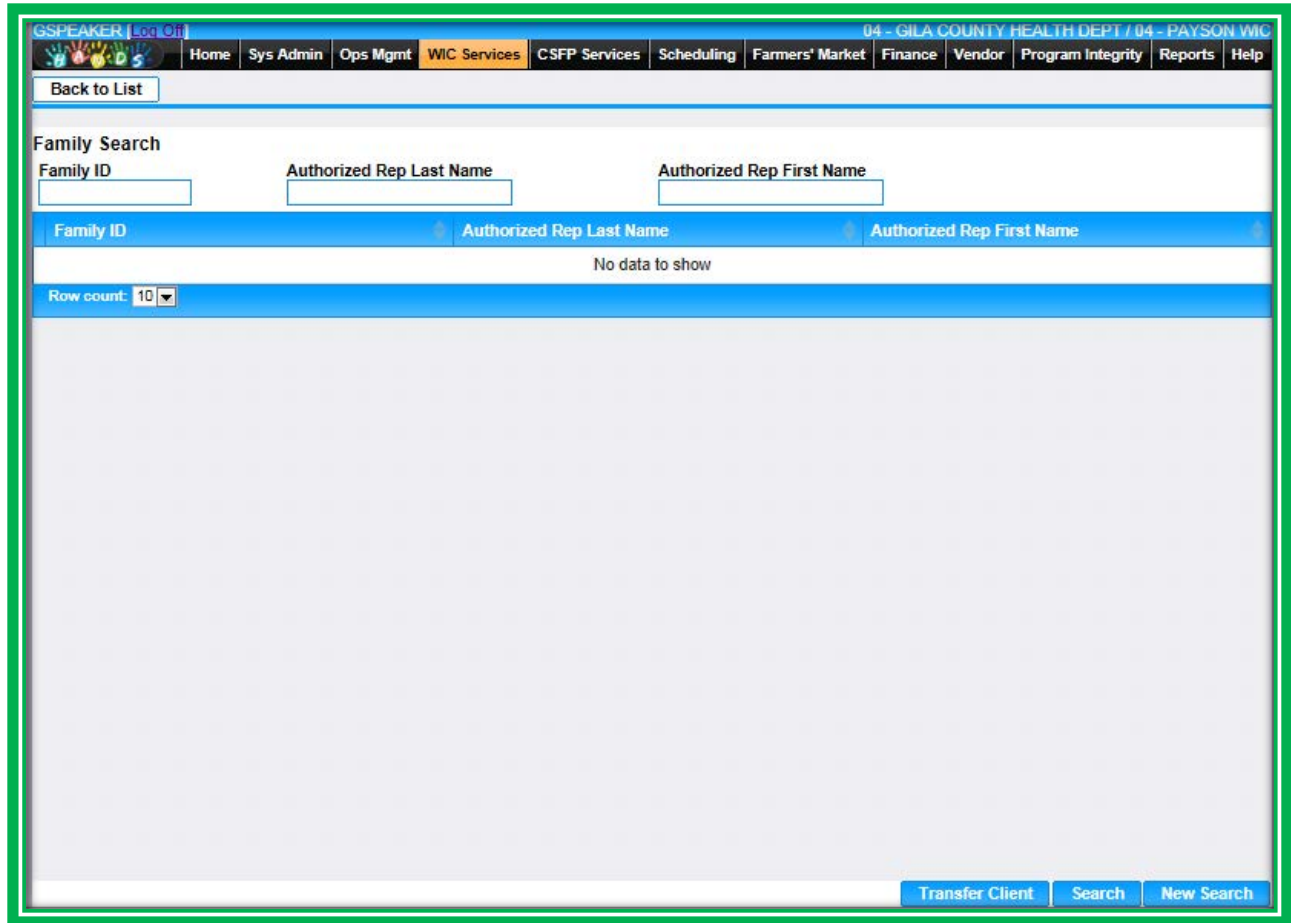 GSPEAKER [Log Off] 04 - GILA COUNTY HEALTH DEPT / 04 - PAYSON WIC
HANDS Home Sys Admin Ops Mgmt WIC Services CSFP Services Scheduling Farmers' Market Finance Vendor Program Integrity Reports Help
Back to List
Family Search
Family ID Authorized Rep Last Name Authorized Rep First Name
Family ID Authorized Rep Last Name Authorized Rep First Name
No data to show
Row count: 10
Transfer Client Search New Search